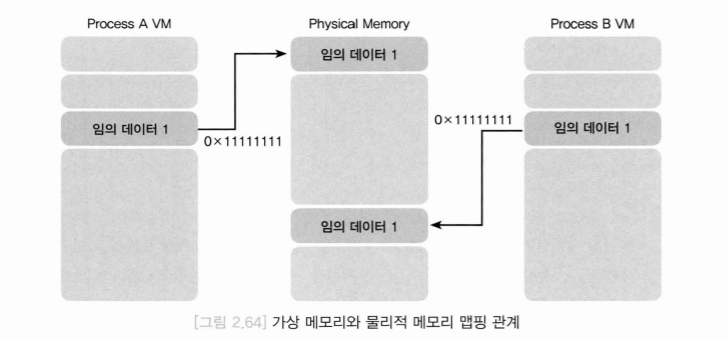 Process A VM
Physical Memory
Process B VM
임의 데이터 1
임의 데이터 1
0×11111111
0×11111111
임의 데이터 1
임의 데이터 1
[그림 2.64] 가상 메모리와 물리적 메모리 맵핑 관계